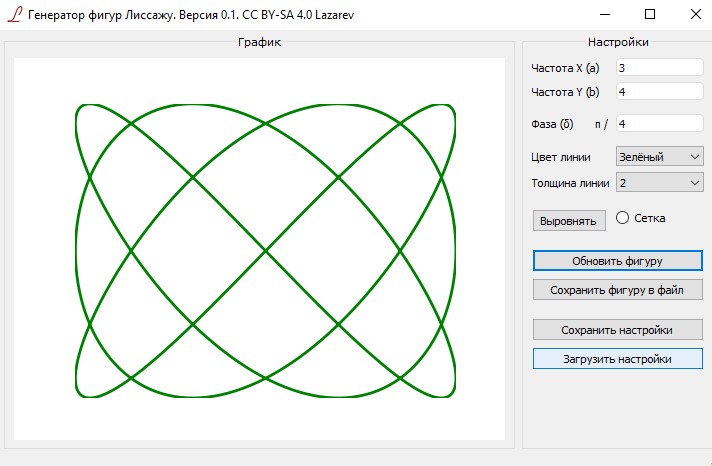 Генератор фигур Лиссажу. Версия 0.1. CC BY-SA 4.0 Lazarev
График
Настройки
Частота X (a) 3
Частота Y (b) 4
Фаза (δ) п / 4
Цвет линии Зелёный
Толщина линии 2
Выровнять Сетка
Обновить фигуру
Сохранить фигуру в файл
Сохранить настройки
Загрузить настройки